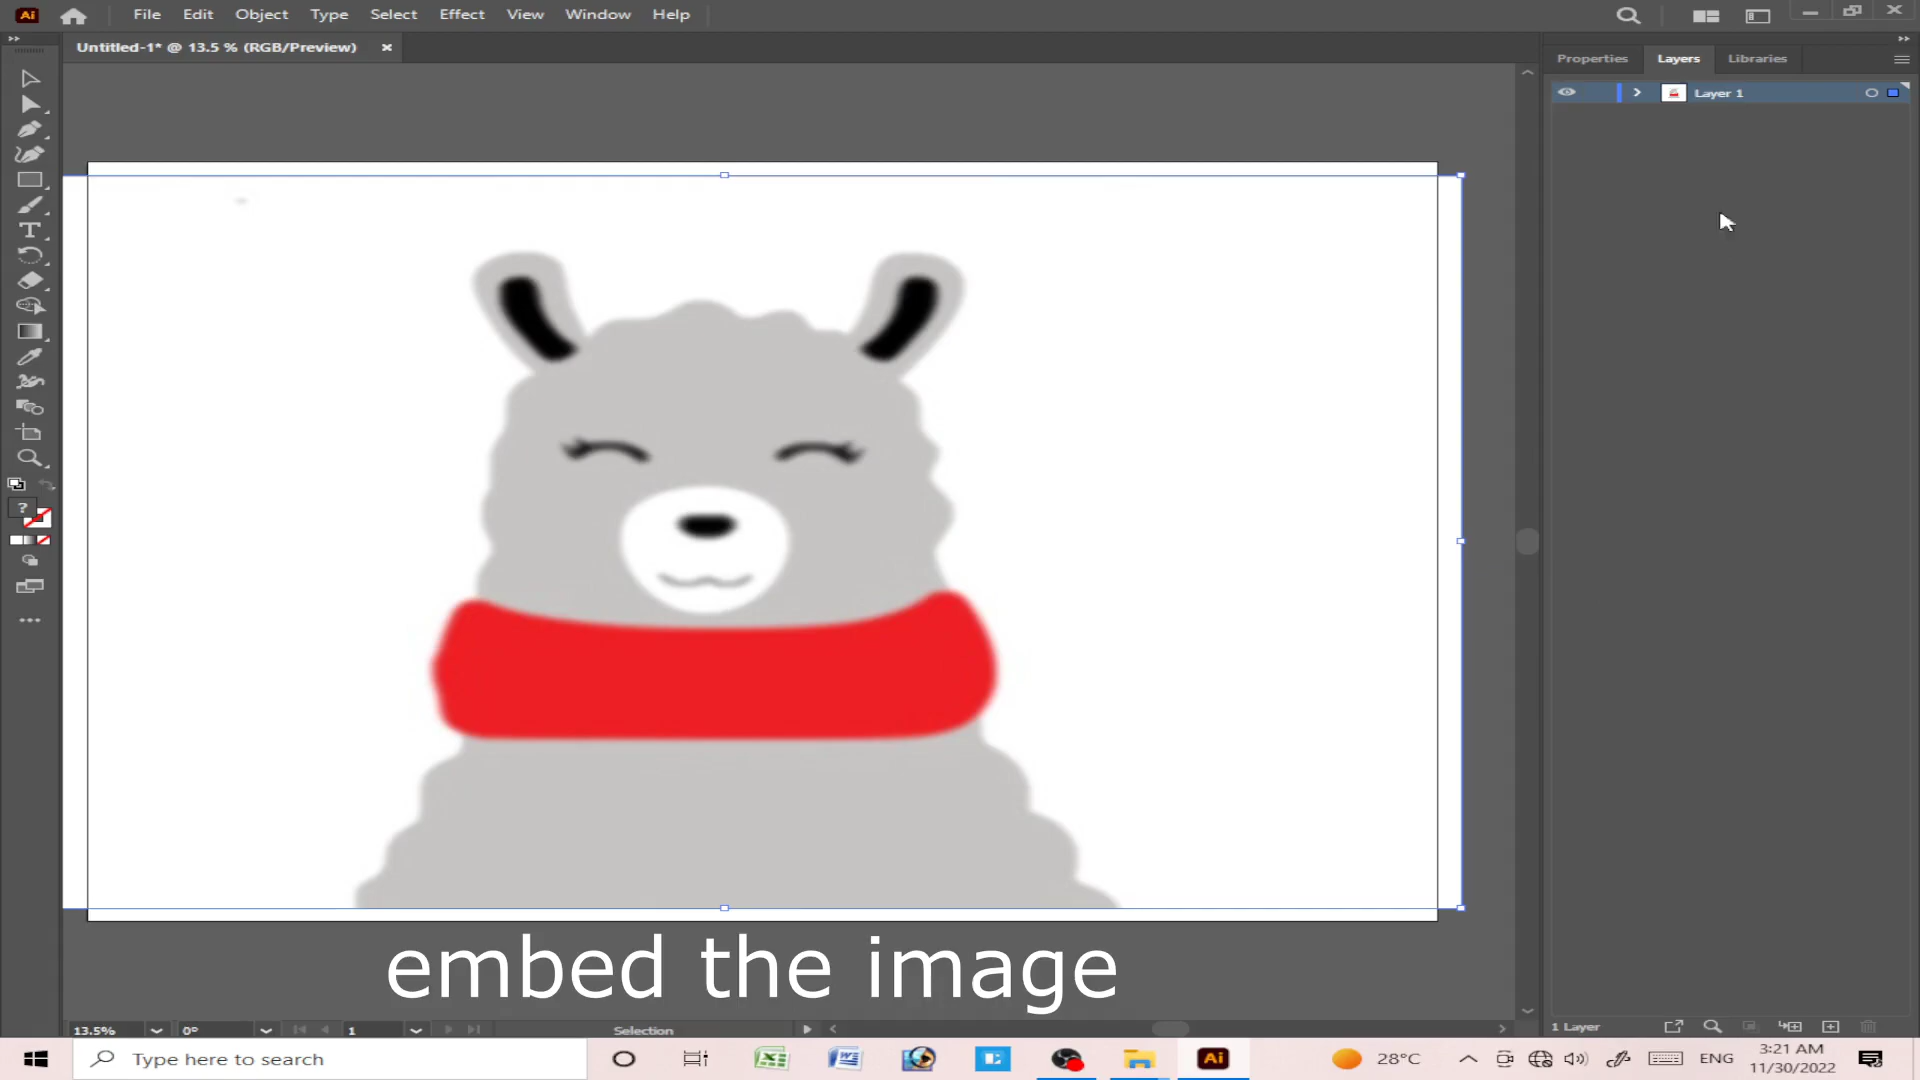 Ai File Edit Object Type Select Effect View Window Help
Untitled-1* @ 13.5 % (RGB/Preview) ×
Properties Layers Libraries
Layer 1
T
?
embed the image
13.5% 0° 1 Selection
1 Layer
Type here to search
Ai 28°C ENG 3:21 AM
11/30/2022